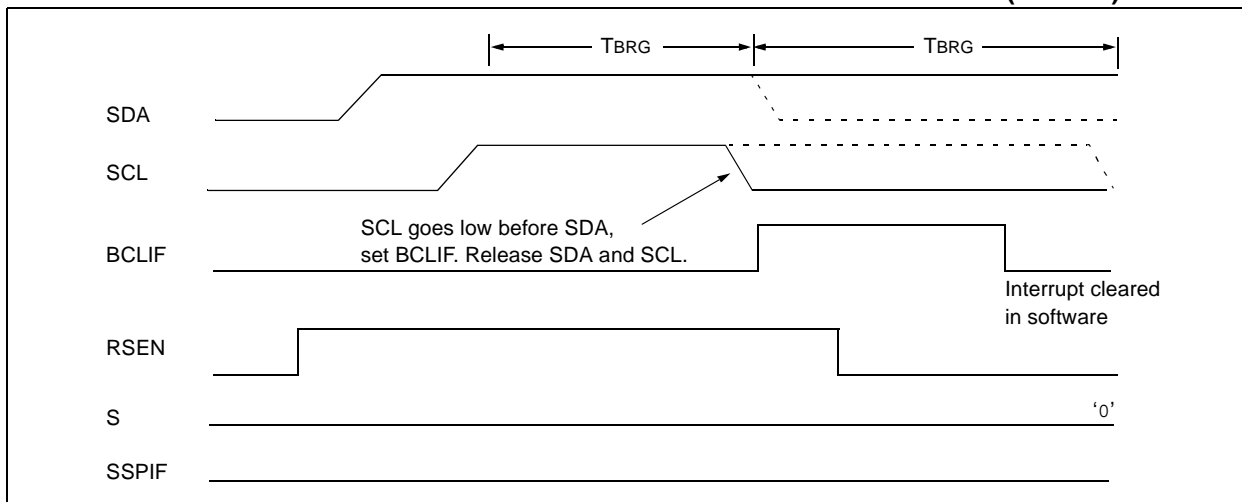 TBRG TBRG
SDA
SCL
SCL goes low before SDA,
set BCLIF. Release SDA and SCL.
BCLIF
Interrupt cleared
in software
RSEN
S
‘0’
SSPIF